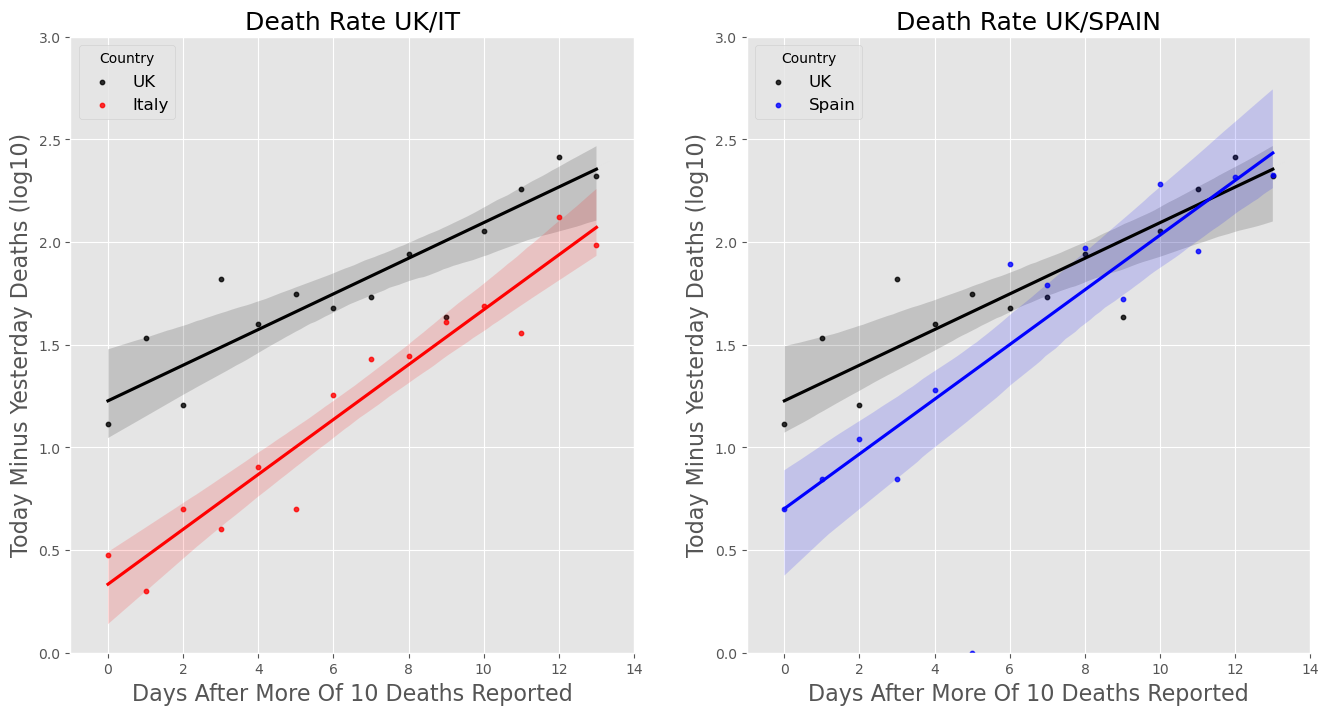 Death Rate UK/IT
Country
UK
Italy
3.0
2.5
2.0
1.5
1.0
0.5
0.0
Today Minus Yesterday Deaths (log10)
0 2 4 6 8 10 12 14
Days After More Of 10 Deaths Reported
Death Rate UK/SPAIN
Country
UK
Spain
3.0
2.5
2.0
1.5
1.0
0.5
0.0
Today Minus Yesterday Deaths (log10)
0 2 4 6 8 10 12 14
Days After More Of 10 Deaths Reported